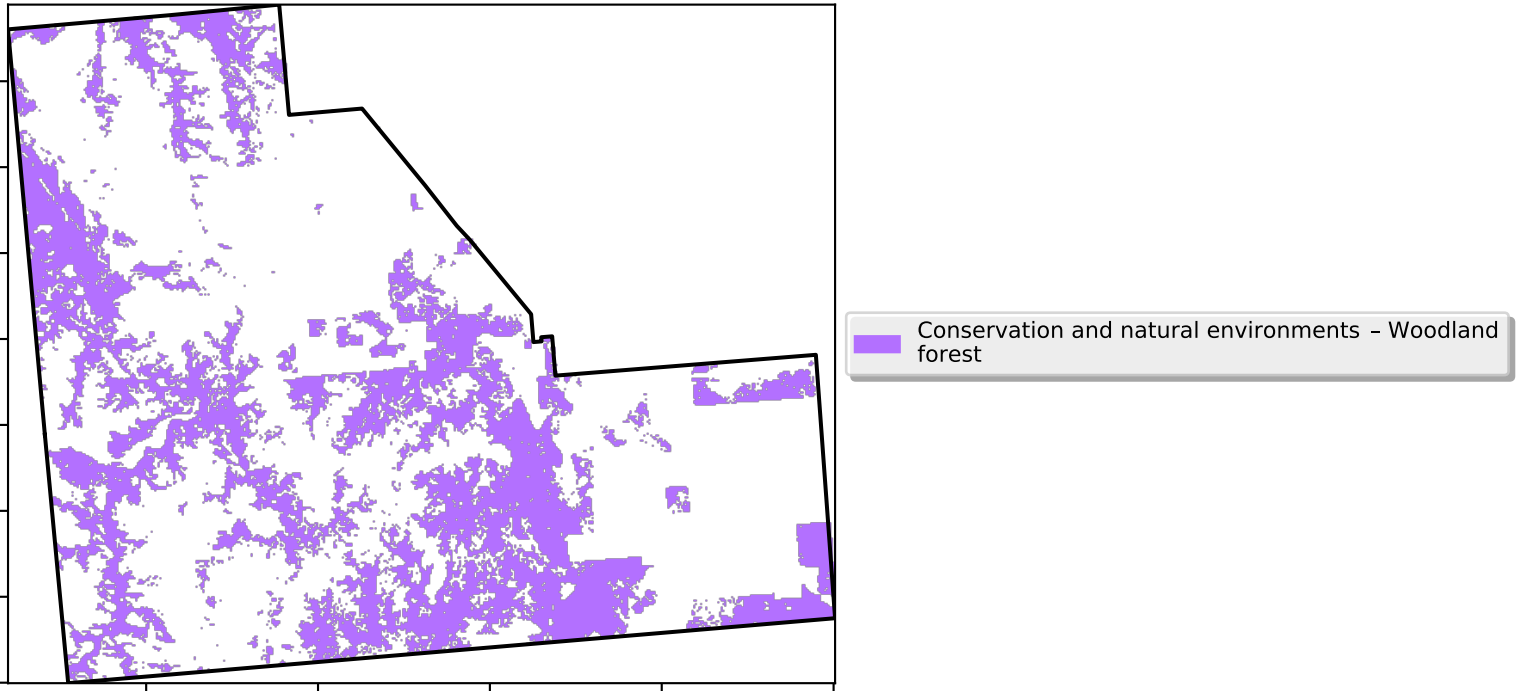 Conservation and natural environments – Woodland
forest